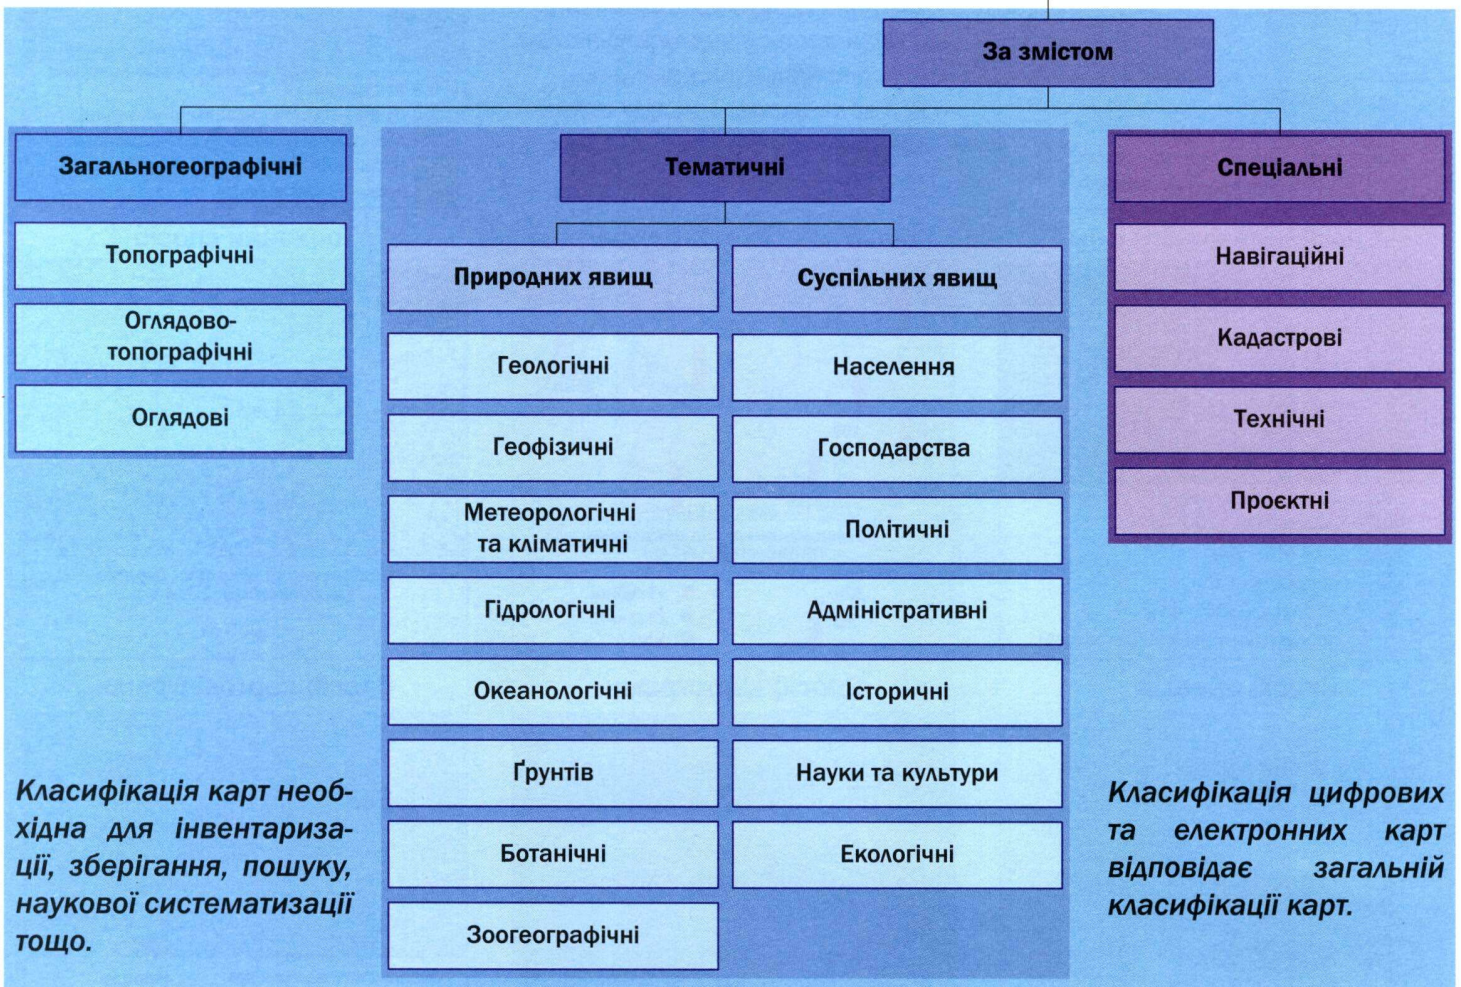 За змістом
Загальногеографічні
Топографічні
Оглядово-
топографічні
Оглядові
Тематичні
Природних явищ
Геологічні
Геофізичні
Метеорологічні
та кліматичні
Гідрологічні
Океанологічні
Ґрунтів
Ботанічні
Зоогеографічні
Суспільних явищ
Населення
Господарства
Політичні
Адміністративні
Історичні
Науки та культури
Екологічні
Спеціальні
Навігаційні
Кадастрові
Технічні
Проєктні
Класифікація карт необ-
хідна для інвентариза-
ції, зберігання, пошуку,
наукової систематизації
тощо.
Класифікація цифрових
та електронних карт
відповідає загальній
класифікації карт.